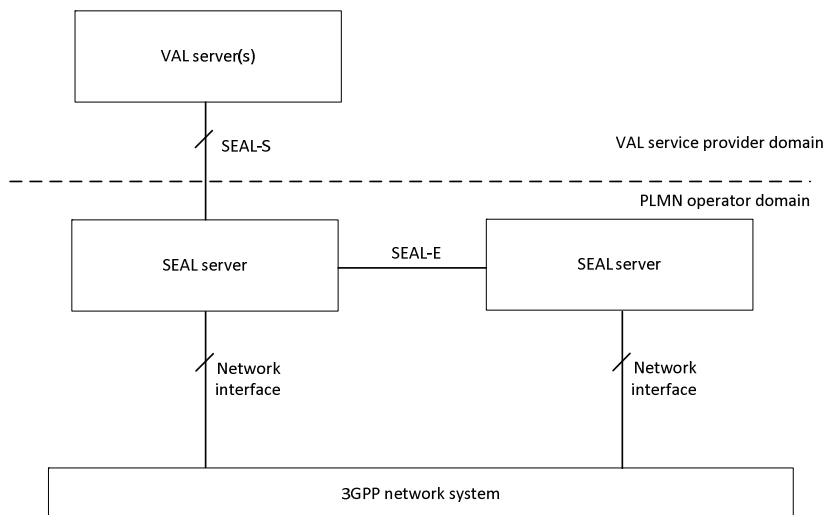 VAL server(s)
SEAL-S
VAL service provider domain
PLMN operator domain
SEAL server
SEAL-E
SEAL server
Network
interface
Network
interface
3GPP network system